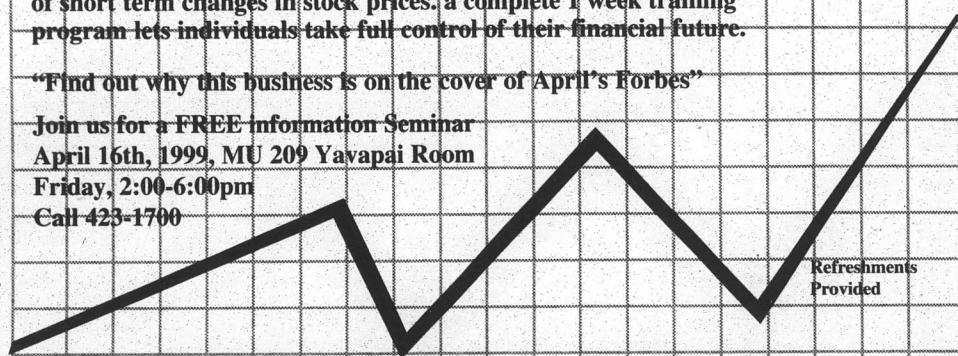 of short term changes in stock prices. a complete 1 week training
program lets individuals take full control of their financial future.
“Find out why this business is on the cover of April’s Forbes”
Join us for a FREE information Seminar
April 16th, 1999, MU 209 Yavapai Room
Friday, 2:00-6:00pm
Call 423-1700
Refreshments
Provided